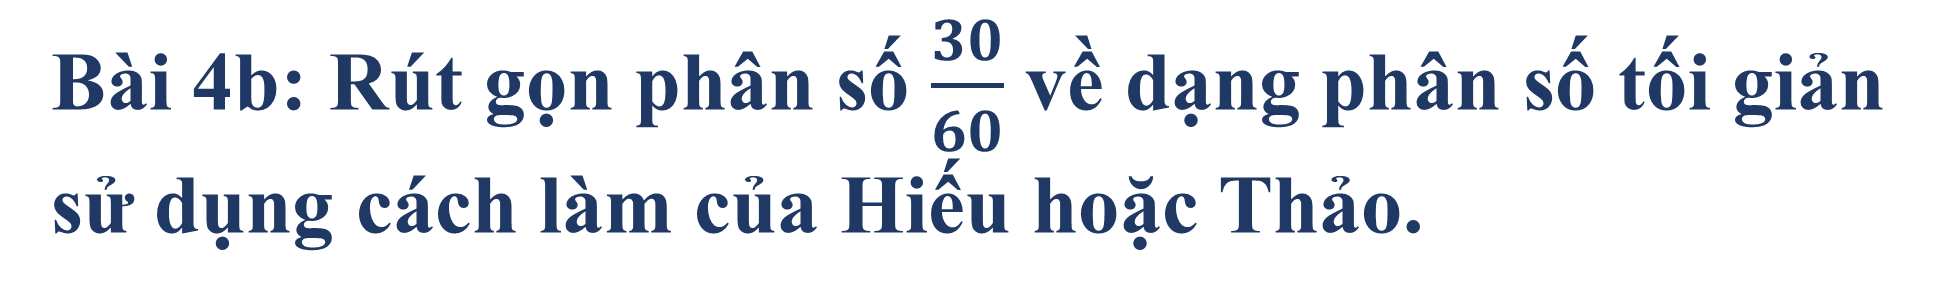 Bài 4b: Rút gọn phân số 30/60 về dạng phân số tối giản
sử dụng cách làm của Hiếu hoặc Thảo.